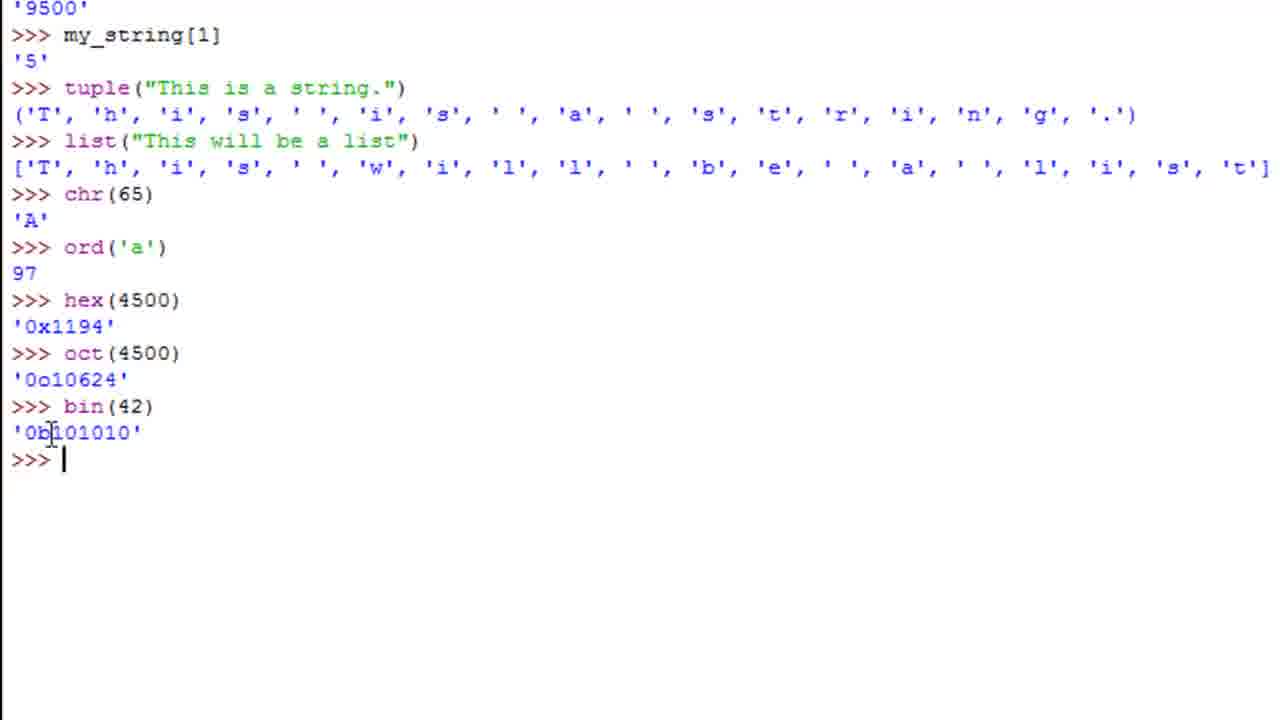 '9500'
>>> my_string[1]
'5'
>>> tuple("This is a string.")
('T', 'h', 'i', 's', ' ', 'i', 's', ' ', 'a', ' ', 's', 't', 'r', 'i', 'n', 'g', '.')
>>> list("This will be a list")
['T', 'h', 'i', 's', ' ', 'w', 'i', 'l', 'l', ' ', 'b', 'e', ' ', 'a', ' ', 'l', 'i', 's', 't']
>>> chr(65)
'A'
>>> ord('a')
97
>>> hex(4500)
'0x1194'
>>> oct(4500)
'0o10624'
>>> bin(42)
'0b101010'
>>>